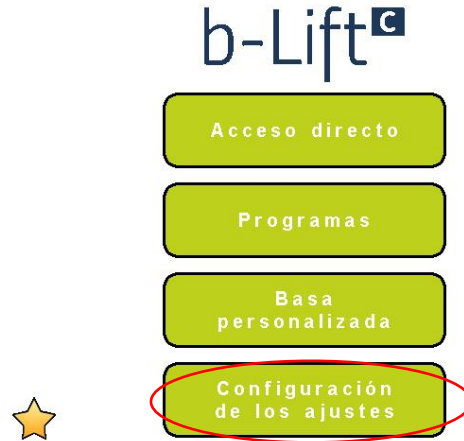 b-Lift C
Acceso directo
Programas
Basa
personalizada
Configuración
de los ajustes